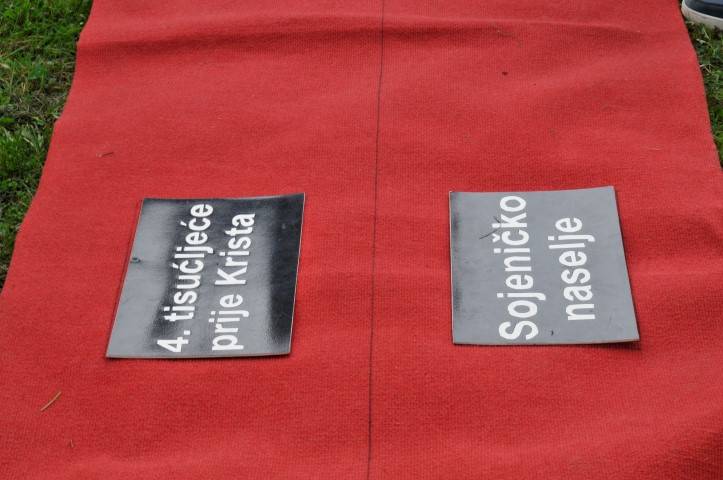 4. tisućljeće
prije Krista
Sojeničko
naselje